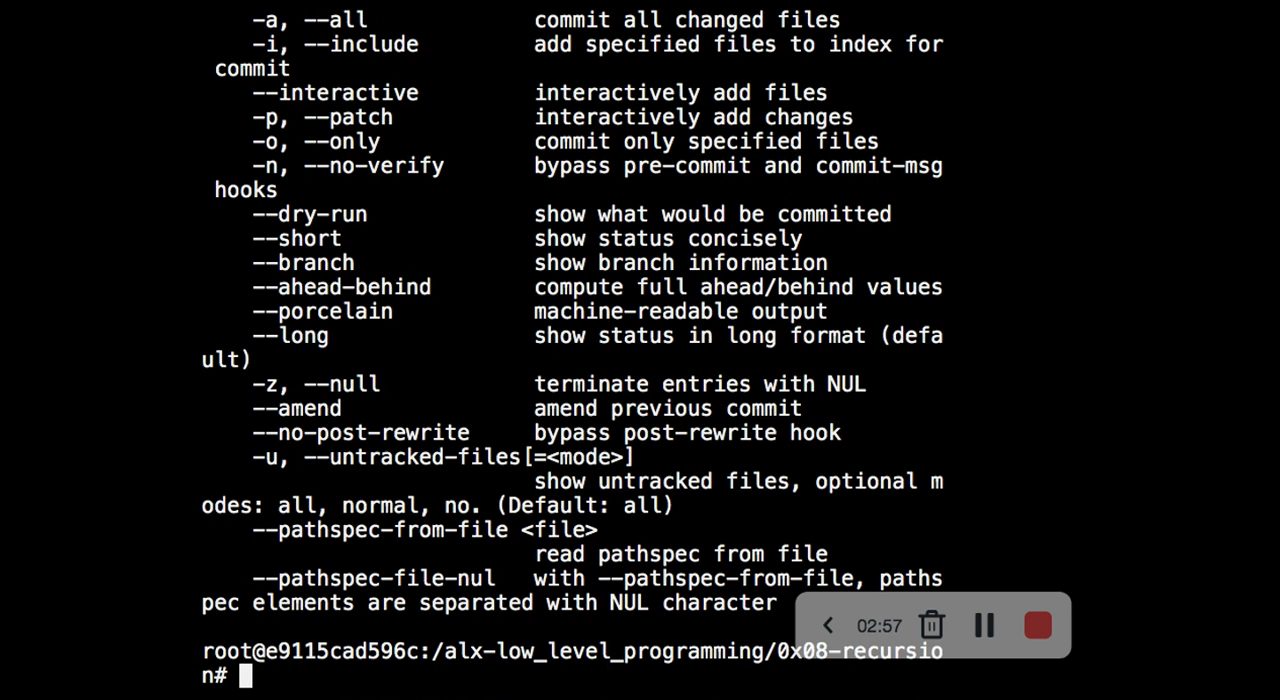 -a, --all             commit all changed files
-i, --include         add specified files to index for
commit
--interactive         interactively add files
-p, --patch           interactively add changes
-o, --only            commit only specified files
-n, --no-verify       bypass pre-commit and commit-msg
hooks
--dry-run             show what would be committed
--short               show status concisely
--branch              show branch information
--ahead-behind        compute full ahead/behind values
--porcelain           machine-readable output
--long                show status in long format (defa
ult)
-z, --null            terminate entries with NUL
--amend               amend previous commit
--no-post-rewrite     bypass post-rewrite hook
-u, --untracked-files[=<mode>]
show untracked files, optional m
odes: all, normal, no. (Default: all)
--pathspec-from-file <file>
read pathspec from file
--pathspec-file-nul   with --pathspec-from-file, paths
pec elements are separated with NUL character
02:57
root@e9115cad596c:/alx-low_level_programming/0x08-recursio
n#